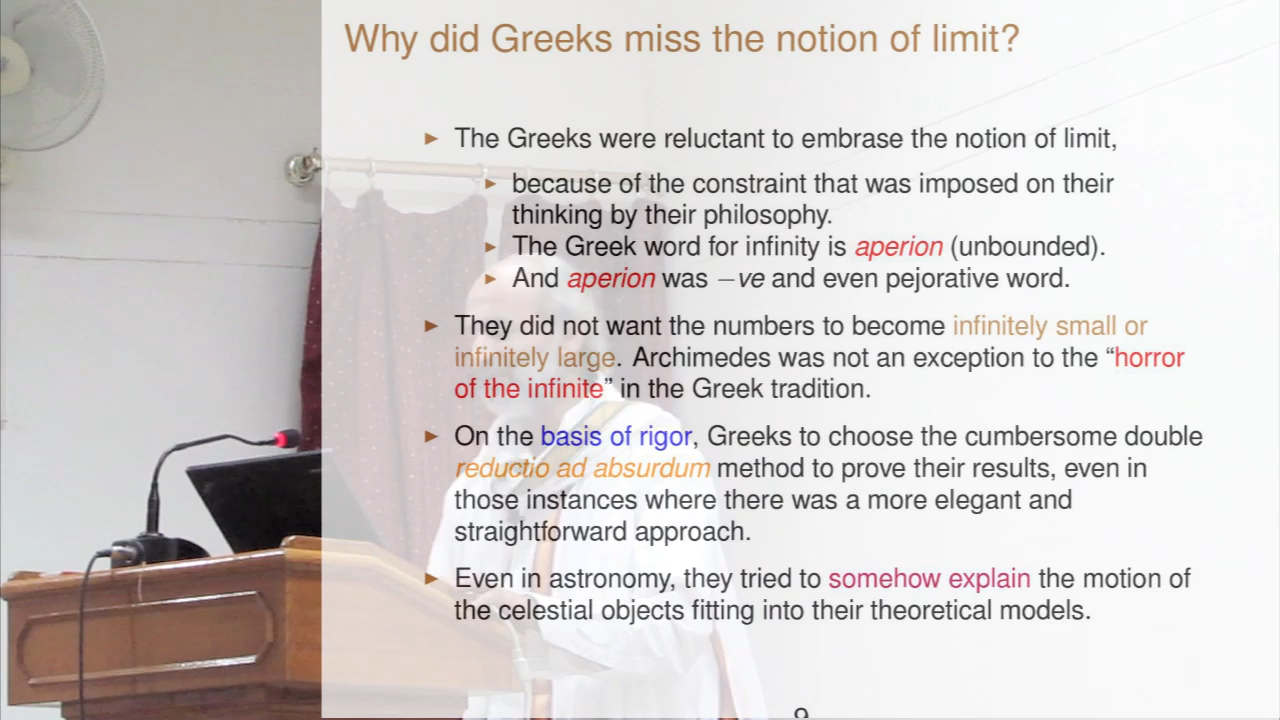 Why did Greeks miss the notion of limit?
► The Greeks were reluctant to embrase the notion of limit,
► because of the constraint that was imposed on their
thinking by their philosophy.
► The Greek word for infinity is aperion (unbounded).
► And aperion was −ve and even pejorative word.
► They did not want the numbers to become infinitely small or
infinitely large. Archimedes was not an exception to the “horror
of the infinite” in the Greek tradition.
► On the basis of rigor, Greeks to choose the cumbersome double
reductio ad absurdum method to prove their results, even in
those instances where there was a more elegant and
straightforward approach.
► Even in astronomy, they tried to somehow explain the motion of
the celestial objects fitting into their theoretical models.